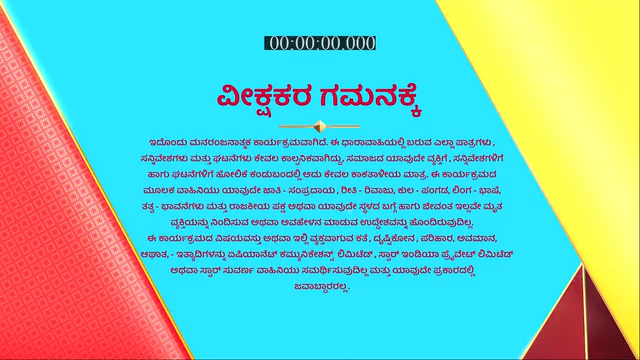 00:00:00.000
ವೀಕ್ಷಕರ ಗಮನಕ್ಕೆ
ಇದೊಂದು ಮನರಂಜನಾತ್ಮಕ ಕಾರ್ಯಕ್ರಮವಾಗಿದೆ. ಈ ಧಾರಾವಾಹಿಯಲ್ಲಿ ಬರುವ ಎಲ್ಲಾ ಪಾತ್ರಗಳು ,
ಸನ್ನಿವೇಶಗಳು ಮತ್ತು ಘಟನೆಗಳು ಕೇವಲ ಕಾಲ್ಪನಿಕವಾಗಿದ್ದು, ಸಮಾಜದ ಯಾವುದೇ ವ್ಯಕ್ತಿಗೆ , ಸನ್ನಿವೇಶಗಳಿಗೆ
ಹಾಗು ಘಟನೆಗಳಿಗೆ ಹೋಲಿಕೆ ಕಂಡುಬಂದಲ್ಲಿ ಅದು ಕೇವಲ ಕಾಕತಾಳೀಯ ಮಾತ್ರ. ಈ ಕಾರ್ಯಕ್ರಮದ
ಮೂಲಕ ವಾಹಿನಿಯು ಯಾವುದೇ ಜಾತಿ - ಸಂಪ್ರದಾಯ , ರೀತಿ - ರಿವಾಜು, ಕುಲ - ಪಂಗಡ, ಲಿಂಗ - ಭಾಷೆ,
ತತ್ವ - ಭಾವನೆಗಳು ಮತ್ತು ರಾಜಕೀಯ ಪಕ್ಷ ಅಥವಾ ಯಾವುದೇ ಸ್ಥಳದ ಬಗ್ಗೆ ಹಾಗು ಜೀವಂತ ಇಲ್ಲವೇ ಮೃತ
ವ್ಯಕ್ತಿಯನ್ನು ನಿಂದಿಸುವ ಅಥವಾ ಅವಹೇಳನ ಮಾಡುವ ಉದ್ದೇಶವನ್ನು ಹೊಂದಿರುವುದಿಲ್ಲ.
ಈ ಕಾರ್ಯಕ್ರಮದ ವಿಷಯವಸ್ತು ಅಥವಾ ಇಲ್ಲಿ ವ್ಯಕ್ತವಾಗುವ ಕತೆ , ದೃಷ್ಟಿಕೋನ , ಪರಿಹಾರ, ಅವಮಾನ,
ಆಘಾತ, - ಇತ್ಯಾದಿಗಳನ್ನು ಏಷಿಯಾನೆಟ್ ಕಮ್ಯುನಿಕೇಶನ್ಸ್ ಲಿಮಿಟೆಡ್ , ಸ್ಟಾರ್ ಇಂಡಿಯಾ ಪ್ರೈವೇಟ್ ಲಿಮಿಟೆಡ್
ಅಥವಾ ಸ್ಟಾರ್ ಸುವರ್ಣ ವಾಹಿನಿಯು ಸಮರ್ಥಿಸುವುದಿಲ್ಲ ಮತ್ತು ಯಾವುದೇ ಪ್ರಕಾರದಲ್ಲಿ
ಜವಾಬ್ದಾರರಲ್ಲ.